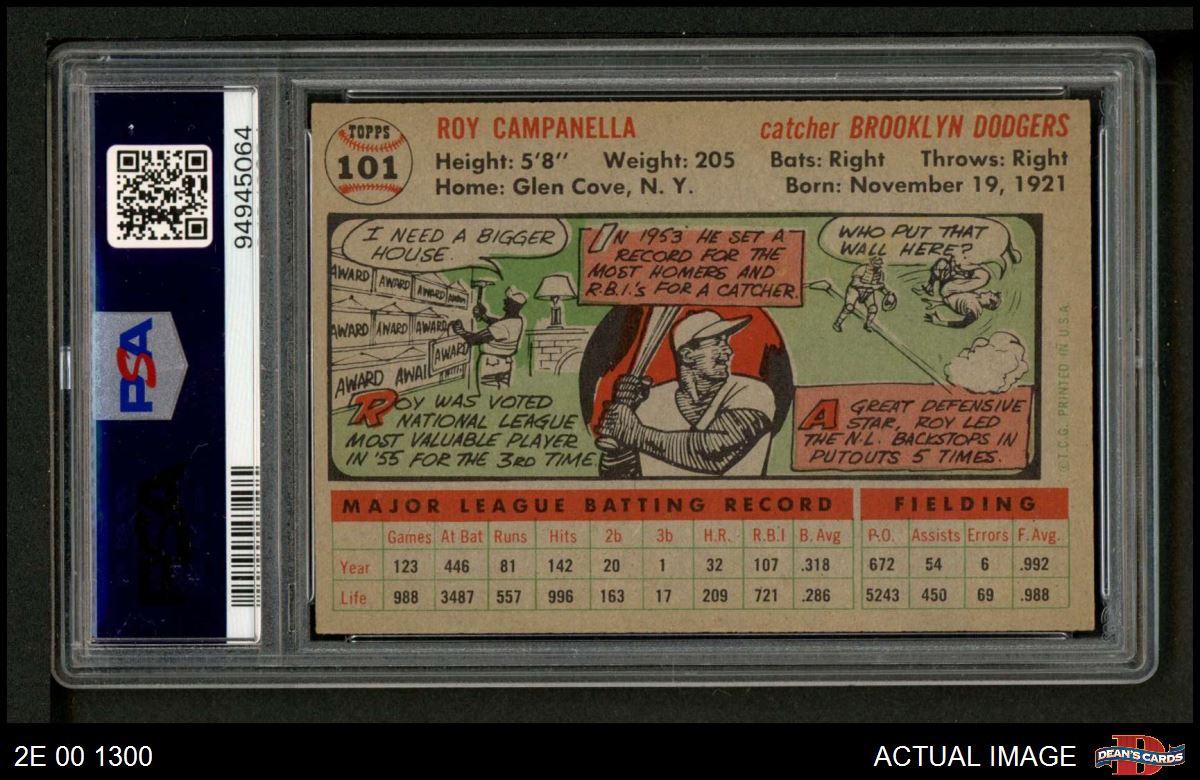 94945064
PSA
PSA
TOPPS
101
ROY CAMPANELLA
catcher BROOKLYN DODGERS
Height: 5'8" Weight: 205 Bats: Right Throws: Right
Home: Glen Cove, N. Y. Born: November 19, 1921
I NEED A BIGGER
HOUSE.
AWARD AWARD AWARD
AWARD AWARD AWARD
AWARD
AWARD AWAI
ROY WAS VOTED
NATIONAL LEAGUE
MOST VALUABLE PLAYER
IN '55 FOR THE 3RD TIME
IN 1953 HE SET A
RECORD FOR THE
MOST HOMERS AND
R.B.I.'s FOR A CATCHER.
WHO PUT THAT
WALL HERE?
A GREAT DEFENSIVE
STAR, ROY LED
THE N.L. BACKSTOPS IN
PUTOUTS 5 TIMES.
© T.C.G. PRINTED IN U.S.A.
MAJOR LEAGUE BATTING RECORD FIELDING
Games At Bat Runs Hits 2b 3b H.R. R.B.I B. Avg P.O. Assists Errors F. Avg.
Year 123 446 81 142 20 1 32 107 .318 672 54 6 .992
Life 988 3487 557 996 163 17 209 721 .286 5243 450 69 .988
2E 00 1300
ACTUAL IMAGE
D
DEAN'S CARDS